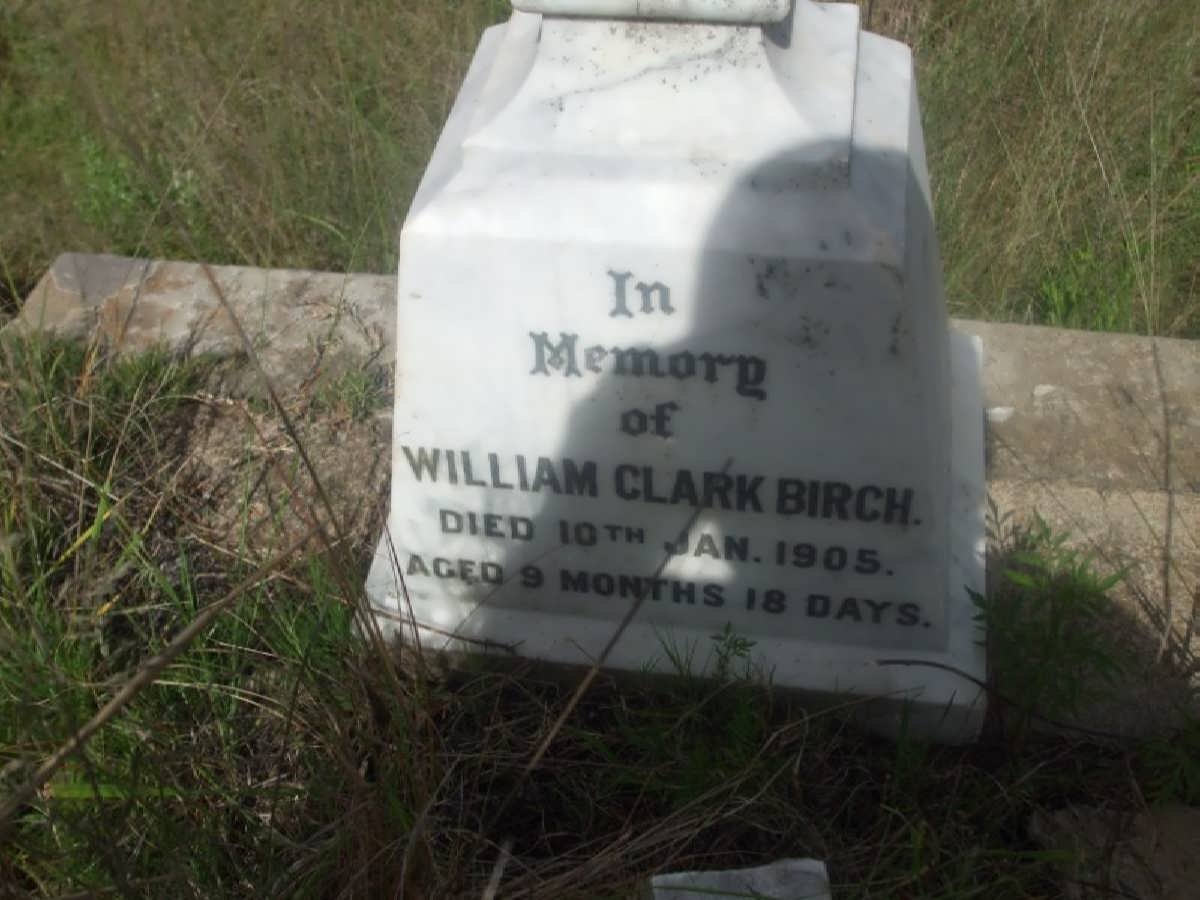 In
Memory
of
WILLIAM CLARK BIRCH.
DIED 10TH JAN. 1905.
AGED 9 MONTHS 18 DAYS.